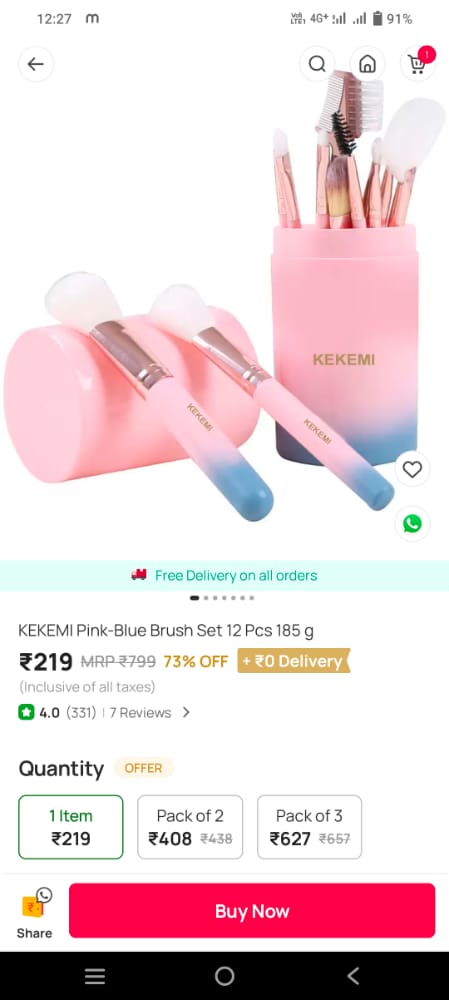 12:27 m VoLTE 4G+ 91%
1
KEKEMI
KEKEMI
KEKEMI
Free Delivery on all orders
KEKEMI Pink-Blue Brush Set 12 Pcs 185 g
₹219 MRP ₹799 73% OFF + ₹0 Delivery
(Inclusive of all taxes)
4.0 (331) | 7 Reviews >
Quantity OFFER
1 Item Pack of 2 Pack of 3
₹219 ₹408 ₹438 ₹627 ₹657
Share Buy Now